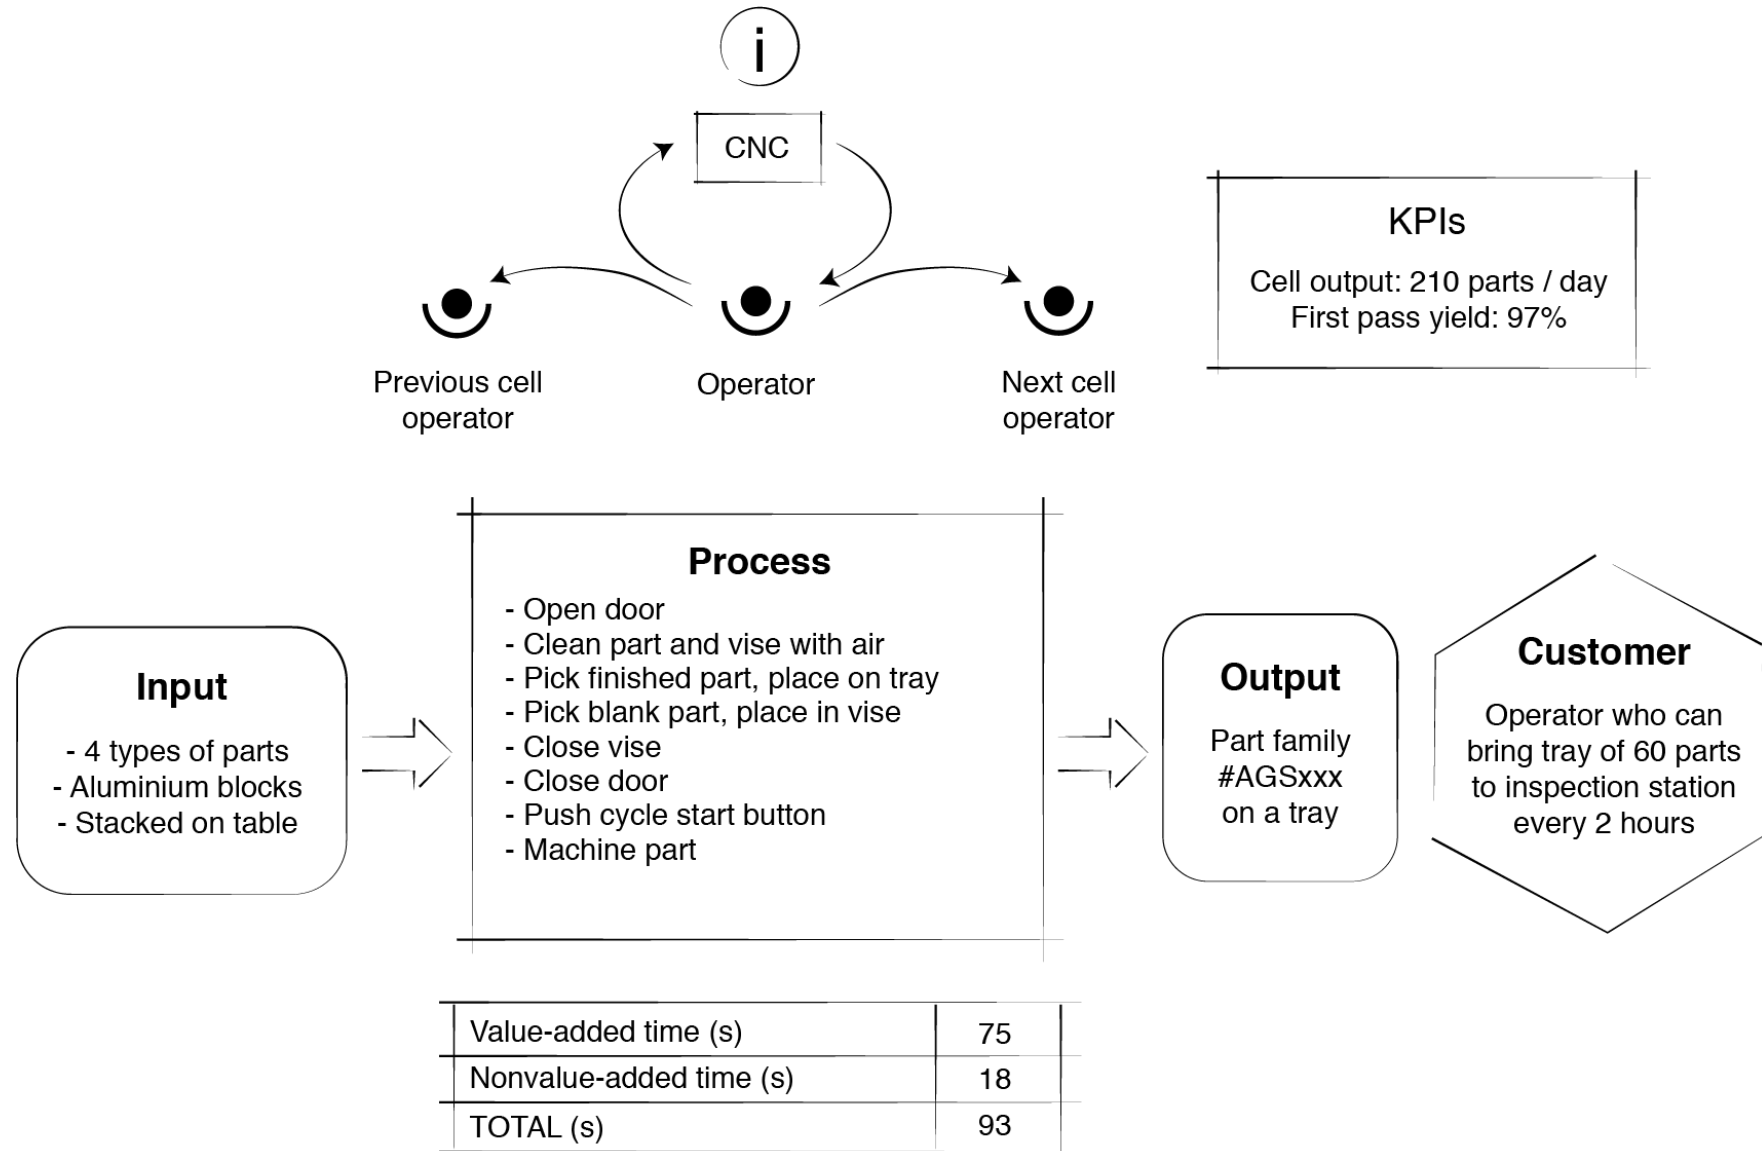 i
CNC
Previous cell
operator
Operator
Next cell
operator
KPIs
Cell output: 210 parts / day
First pass yield: 97%
Input
- 4 types of parts
- Aluminium blocks
- Stacked on table
Process
- Open door
- Clean part and vise with air
- Pick finished part, place on tray
- Pick blank part, place in vise
- Close vise
- Close door
- Push cycle start button
- Machine part
Output
Part family
#AGSxxx
on a tray
Customer
Operator who can
bring tray of 60 parts
to inspection station
every 2 hours
Value-added time (s) 75
Nonvalue-added time (s) 18
TOTAL (s) 93